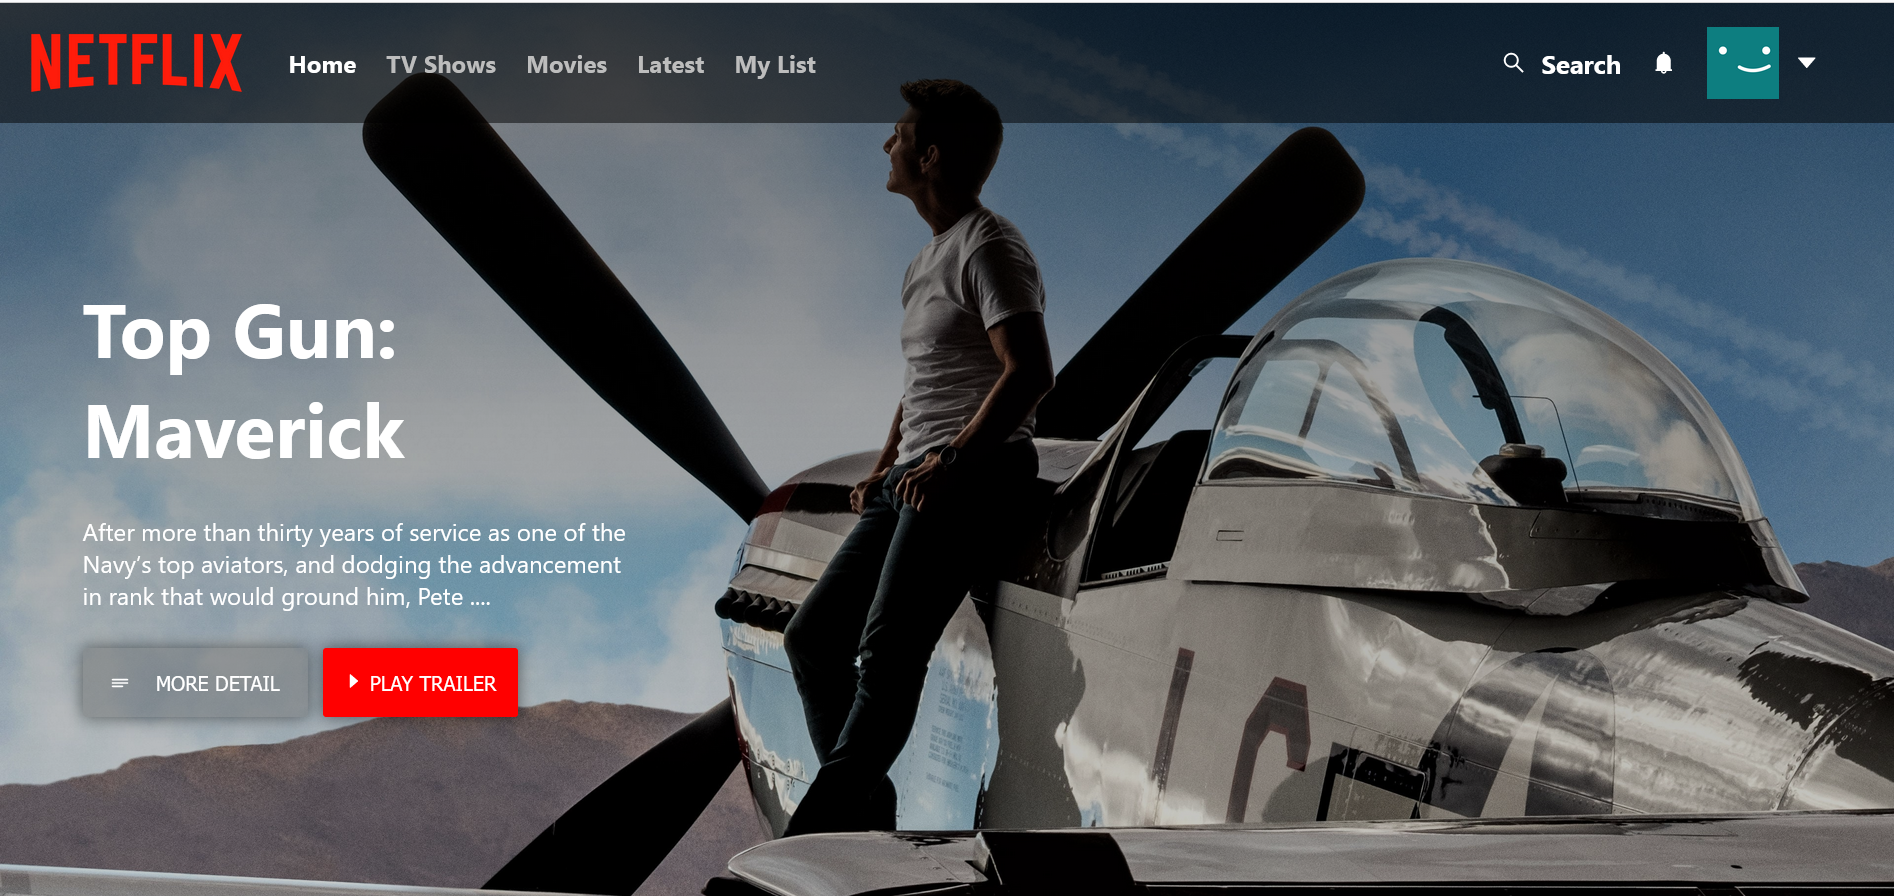 NETFLIX
Home TV Shows Movies Latest My List
Search
Top Gun:
Maverick
After more than thirty years of service as one of the
Navy’s top aviators, and dodging the advancement
in rank that would ground him, Pete ....
MORE DETAIL PLAY TRAILER